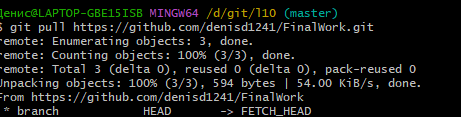 Денис@LAPTOP-GBE15ISB MINGW64 /d/git/l10 (master)
$ git pull https://github.com/denisd1241/FinalWork.git
remote: Enumerating objects: 3, done.
remote: Counting objects: 100% (3/3), done.
remote: Total 3 (delta 0), reused 0 (delta 0), pack-reused 0
Unpacking objects: 100% (3/3), 594 bytes | 54.00 KiB/s, done.
From https://github.com/denisd1241/FinalWork
* branch HEAD -> FETCH_HEAD